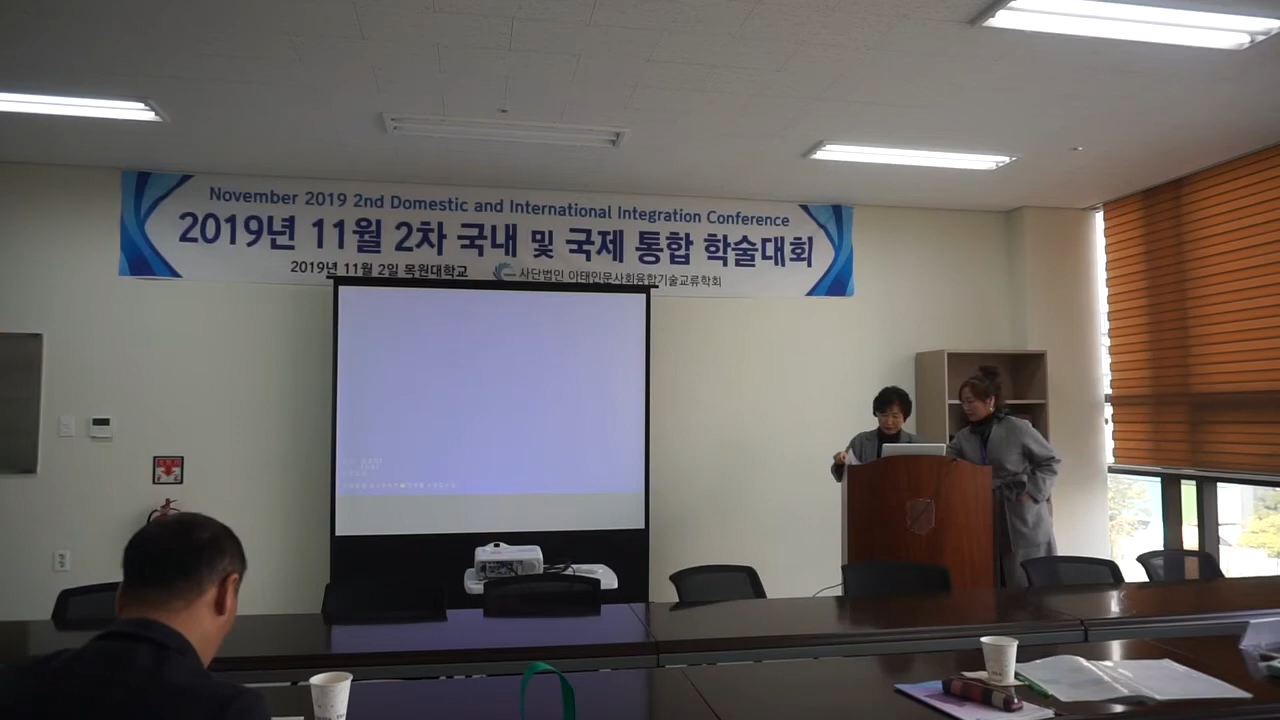 November 2019 2nd Domestic and International Integration Conference
2019년 11월 2차 국내 및 국제 통합 학술대회
2019년 11월 2일 목원대학교
사단법인 아태인문사회융합기술교류학회